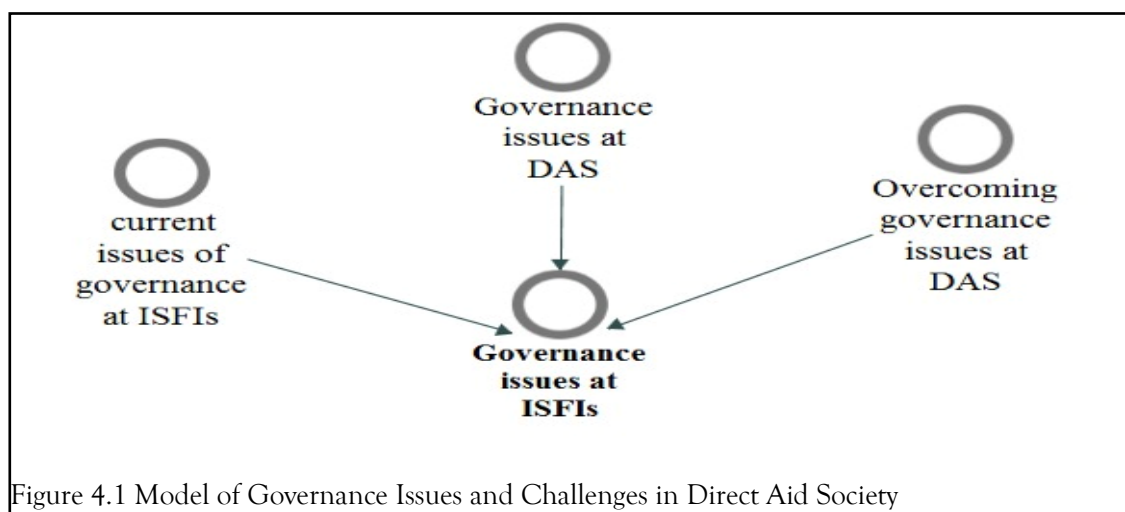 Governance
issues at
DAS
current
issues of
governance
at ISFIs
Overcoming
governance
issues at
DAS
Governance
issues at
ISFIs
Figure 4.1 Model of Governance Issues and Challenges in Direct Aid Society